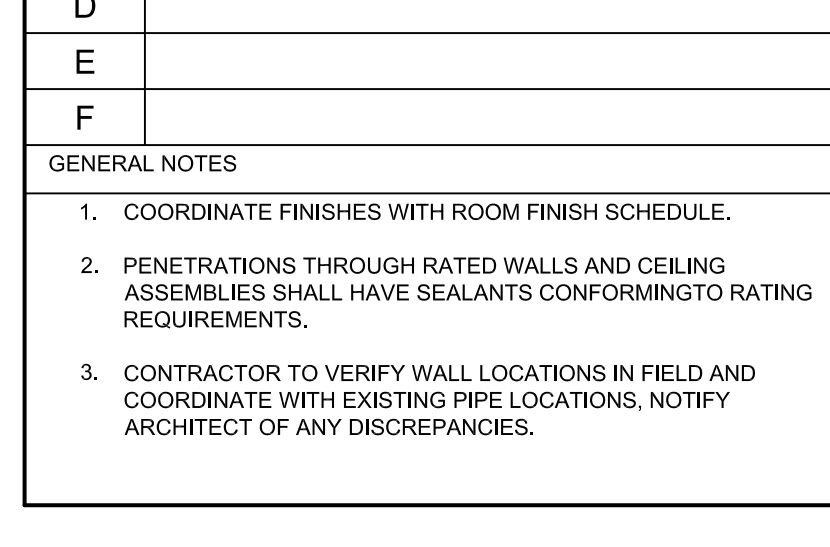 D
E
F
GENERAL NOTES
1. COORDINATE FINISHES WITH ROOM FINISH SCHEDULE.
2. PENETRATIONS THROUGH RATED WALLS AND CEILING
ASSEMBLIES SHALL HAVE SEALANTS CONFORMINGTO RATING
REQUIREMENTS.
3. CONTRACTOR TO VERIFY WALL LOCATIONS IN FIELD AND
COORDINATE WITH EXISTING PIPE LOCATIONS, NOTIFY
ARCHITECT OF ANY DISCREPANCIES.